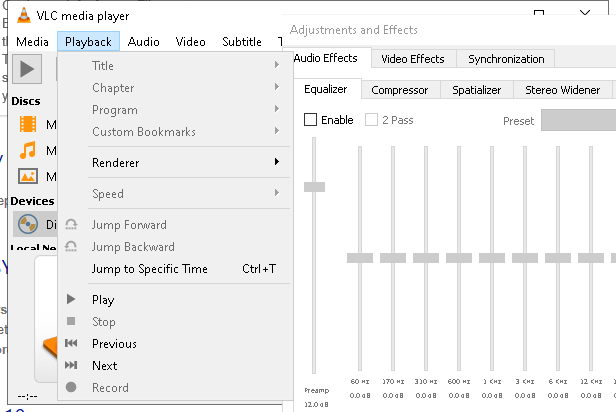 VLC media player
Media Playback Audio Video Subtitle T
Title
Chapter
Program
Custom Bookmarks
Renderer
Speed
Jump Forward
Jump Backward
Jump to Specific Time Ctrl+T
Play
Stop
Previous
Next
Record
Discs
M
M
M
Devices
Di
Local Ne
--:--
Adjustments and Effects
Audio Effects Video Effects Synchronization
Equalizer Compressor Spatializer Stereo Widener
Enable 2 Pass Preset
60 Hz 170 Hz 310 Hz 600 Hz 1 KHz 3 KHz 6 KHz 12 KHz
0.0 dB 0.0 dB 0.0 dB 0.0 dB 0.0 dB 0.0 dB 0.0 dB 0.0 dB
Preamp
12.0 dB